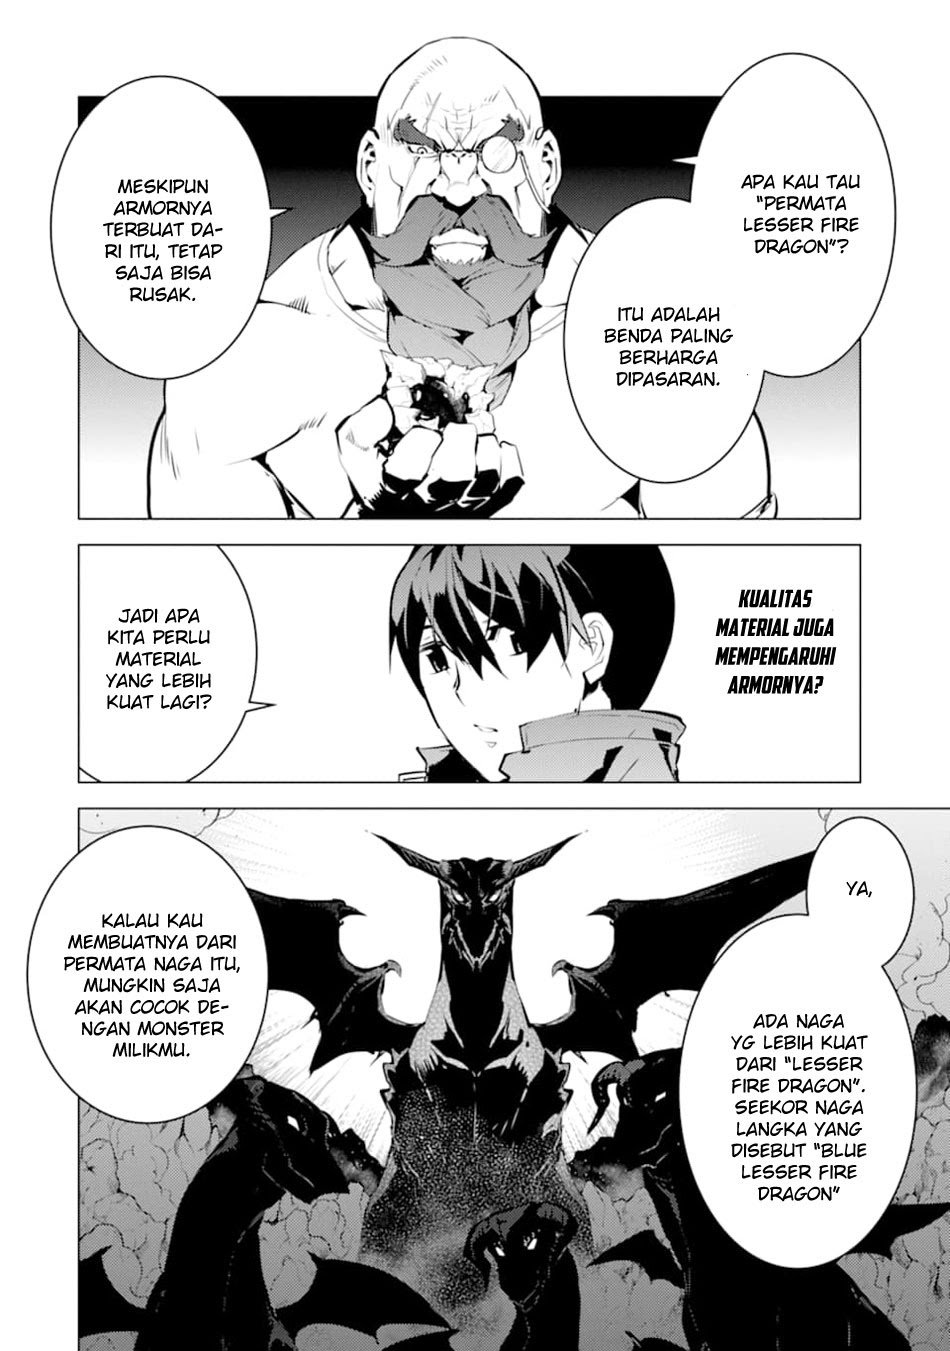 APA KAU TAU
"PERMATA
LESSER FIRE
DRAGON"?
ITU ADALAH
BENDA PALING
BERHARGA
DIPASARAN.
MESKIPUN
ARMORNYA
TERBUAT DA-
RI ITU, TETAP
SAJA BISA
RUSAK.
KUALITAS
MATERIAL JUGA
MEMPENGARUHI
ARMORNYA?
JADI APA
KITA PERLU
MATERIAL
YANG LEBIH
KUAT LAGI?
YA,
ADA NAGA
YG LEBIH KUAT
DARI "LESSER
FIRE DRAGON".
SEEKOR NAGA
LANGKA YANG
DISEBUT "BLUE
LESSER FIRE
DRAGON"
KALAU KAU
MEMBUATNYA DARI
PERMATA NAGA ITU,
MUNGKIN SAJA
AKAN COCOK DE-
NGAN MONSTER
MILIKMU.